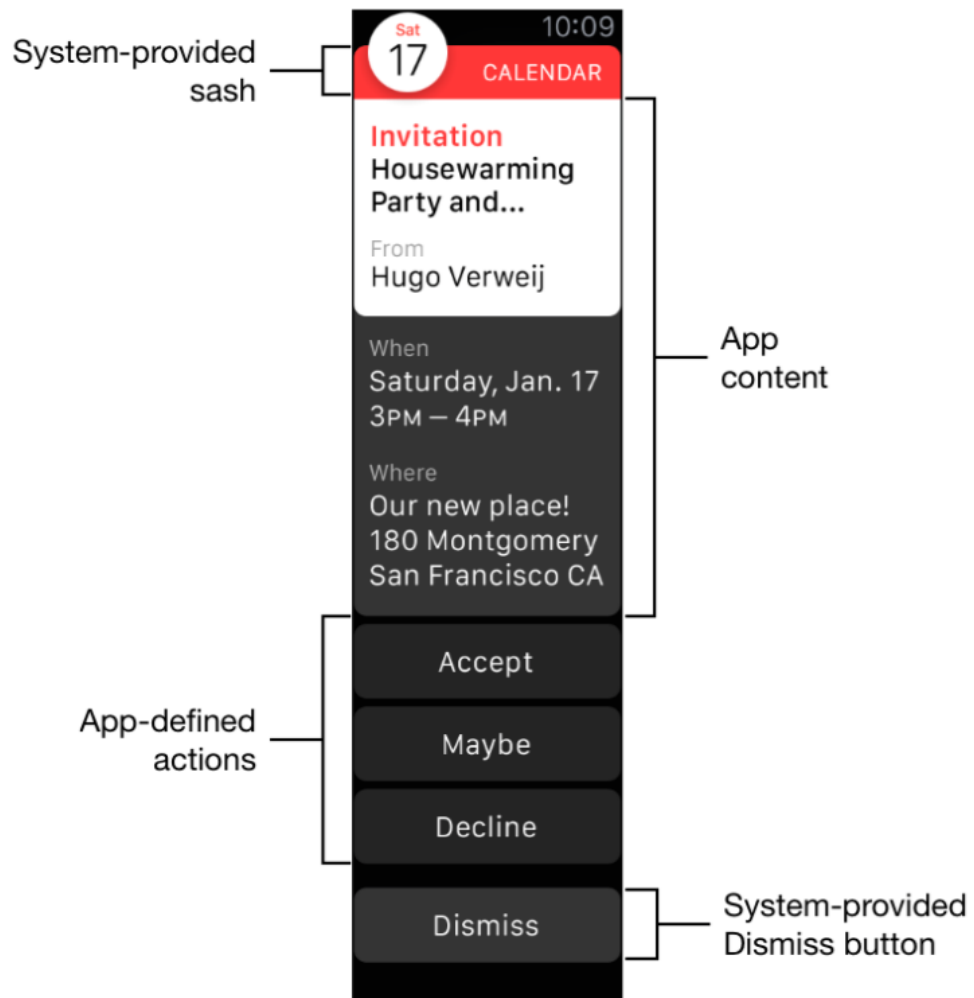 10:09
Sat
17
CALENDAR
System-provided
sash
Invitation
Housewarming
Party and...
From
Hugo Verweij
When
Saturday, Jan. 17
3PM – 4PM
Where
Our new place!
180 Montgomery
San Francisco CA
App
content
Accept
Maybe
Decline
App-defined
actions
Dismiss
System-provided
Dismiss button